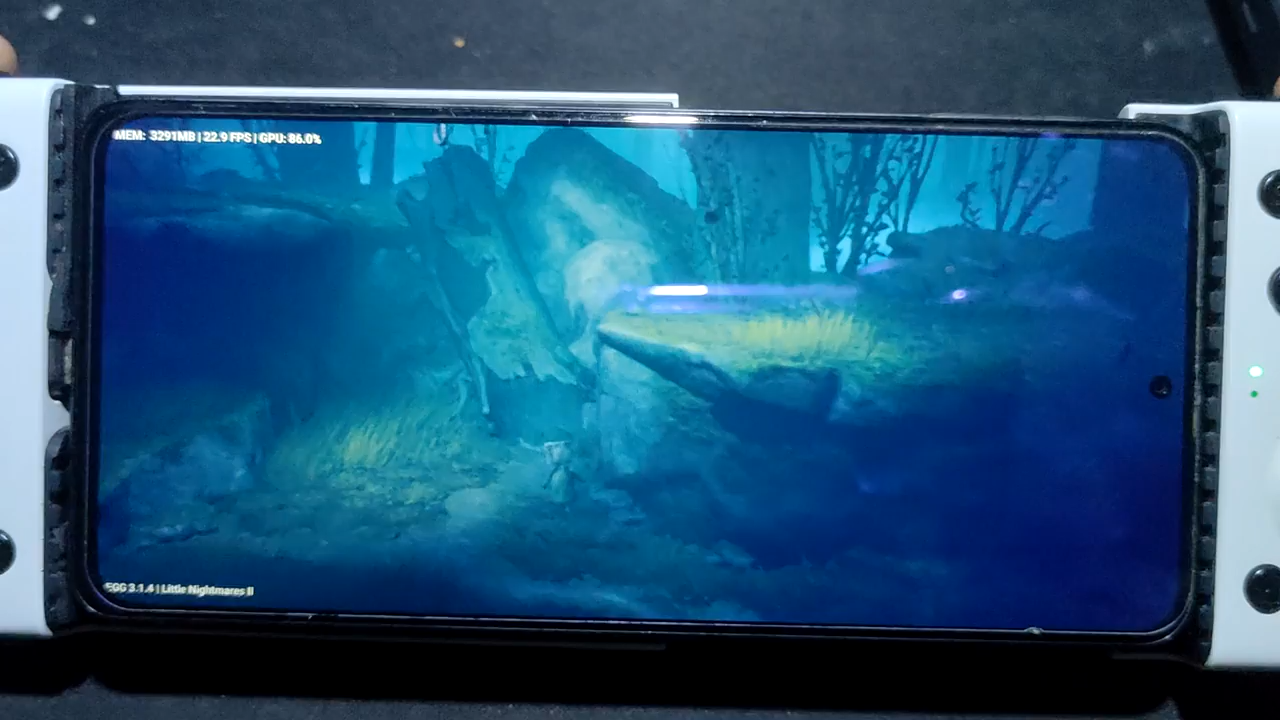 MEM: 3291MB | 22.9 FPS | GPU: 86.0%
EGG 3.1.4 | Little Nightmares II